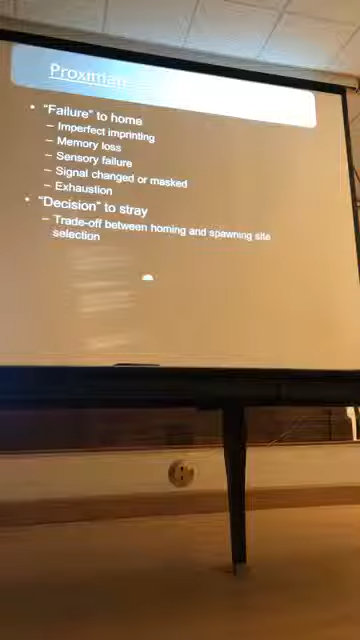 • "Failure" to home
– Imperfect imprinting
– Memory loss
– Sensory failure
– Signal changed or masked
– Exhaustion
• "Decision" to stray
– Trade-off between homing and spawning site
selection